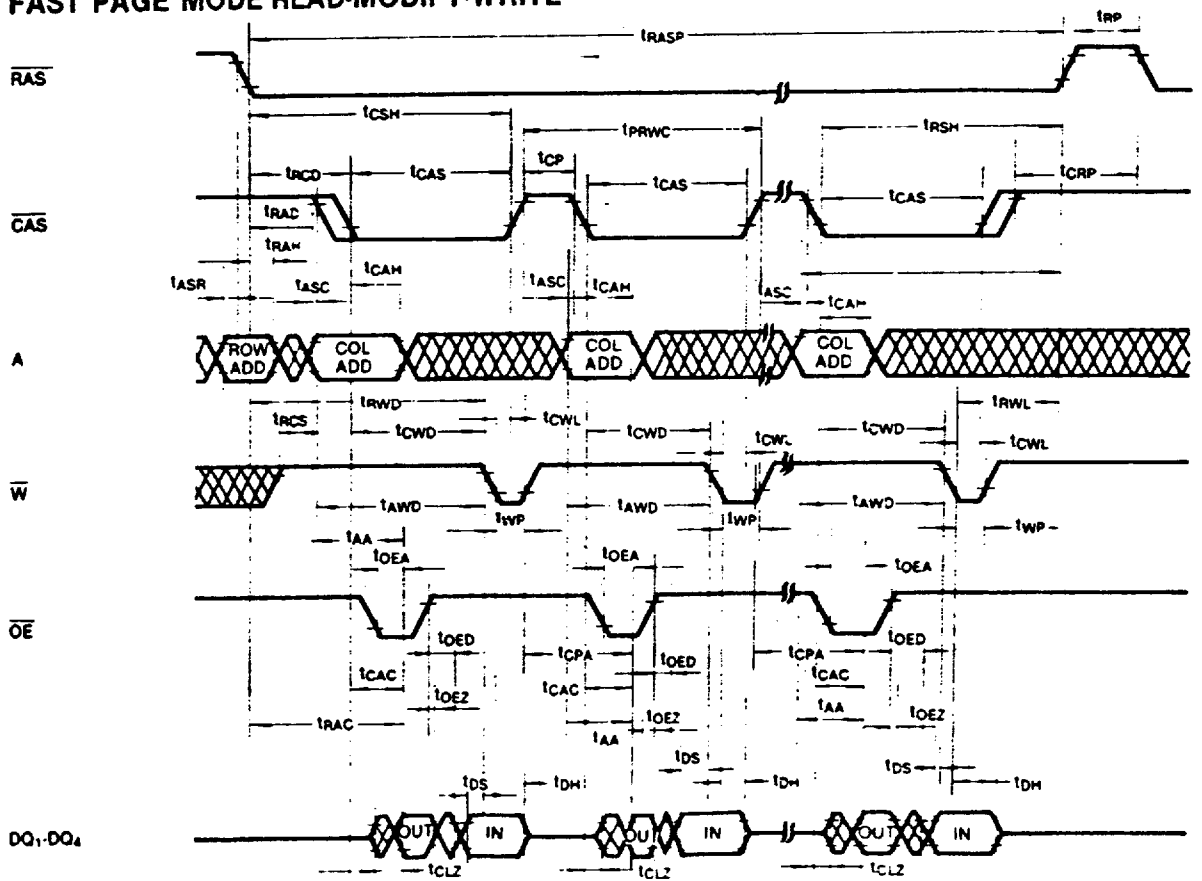 FAST PAGE MODE READ-MODIFY-WRITE
tRP
tRASP
RAS
tCSH
tPRWC
tRSH
tRCD
tCAS
tCP
tCAS
tCRP
tCAS
CAS
tRAD
tRAH
tASR
tASC
tCAH
tASC
tCAH
tASC
tCAH
A
ROW ADD
COL ADD
COL ADD
COL ADD
tRWD
tRWL
tRCS
tCWL
tCWD
tCWD
tCWL
tCWD
tCWL
W
tAWD
tWP
tAWD
tWP
tAWD
tWP
tAA
tOEA
tOEA
tOEA
OE
tOED
tCPA
tOED
tCPA
tOED
tCAC
tCAC
tCAC
tOEZ
tRAC
tOEZ
tAA
tAA
tOEZ
tDS
tDH
tDS
tDH
tDS
tDH
DQ1-DQ4
OUT
IN
OUT
IN
OUT
IN
tCLZ
tCLZ
tCLZ